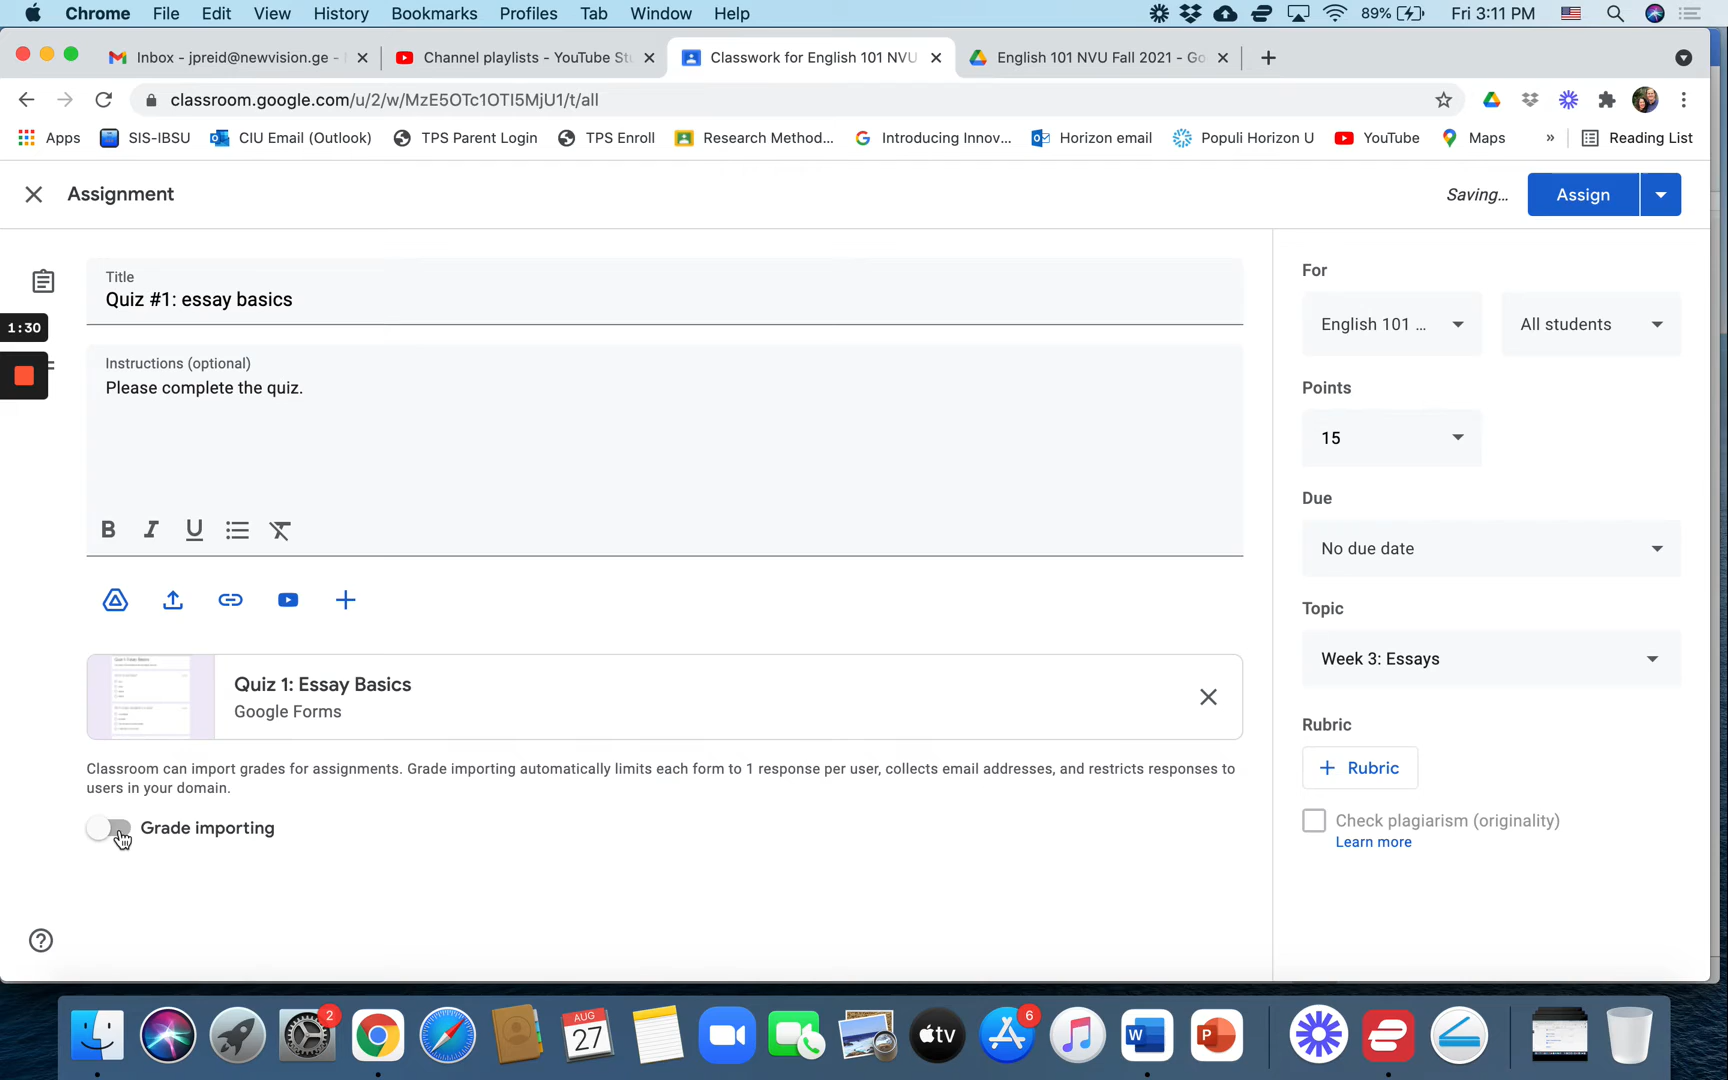 Chrome File Edit View History Bookmarks Profiles Tab Window Help 89% Fri 3:11 PM
Inbox - jpreid@newvision.ge - Channel playlists - YouTube Stu Classwork for English 101 NVU English 101 NVU Fall 2021 - Go
classroom.google.com/u/2/w/MzE5OTc1OTI5MjU1/t/all
Apps SIS-IBSU CIU Email (Outlook) TPS Parent Login TPS Enroll Research Method... Introducing Innov... Horizon email Populi Horizon U YouTube Maps » Reading List
Assignment Saving... Assign
Title
Quiz #1: essay basics
1:30
Instructions (optional)
Please complete the quiz.
B I U
Quiz 1: Essay Basics
Google Forms
Classroom can import grades for assignments. Grade importing automatically limits each form to 1 response per user, collects email addresses, and restricts responses to
users in your domain.
Grade importing
For
English 101 ... All students
Points
15
Due
No due date
Topic
Week 3: Essays
Rubric
+ Rubric
Check plagiarism (originality)
Learn more
2
AUG
27
tv
6
W
P